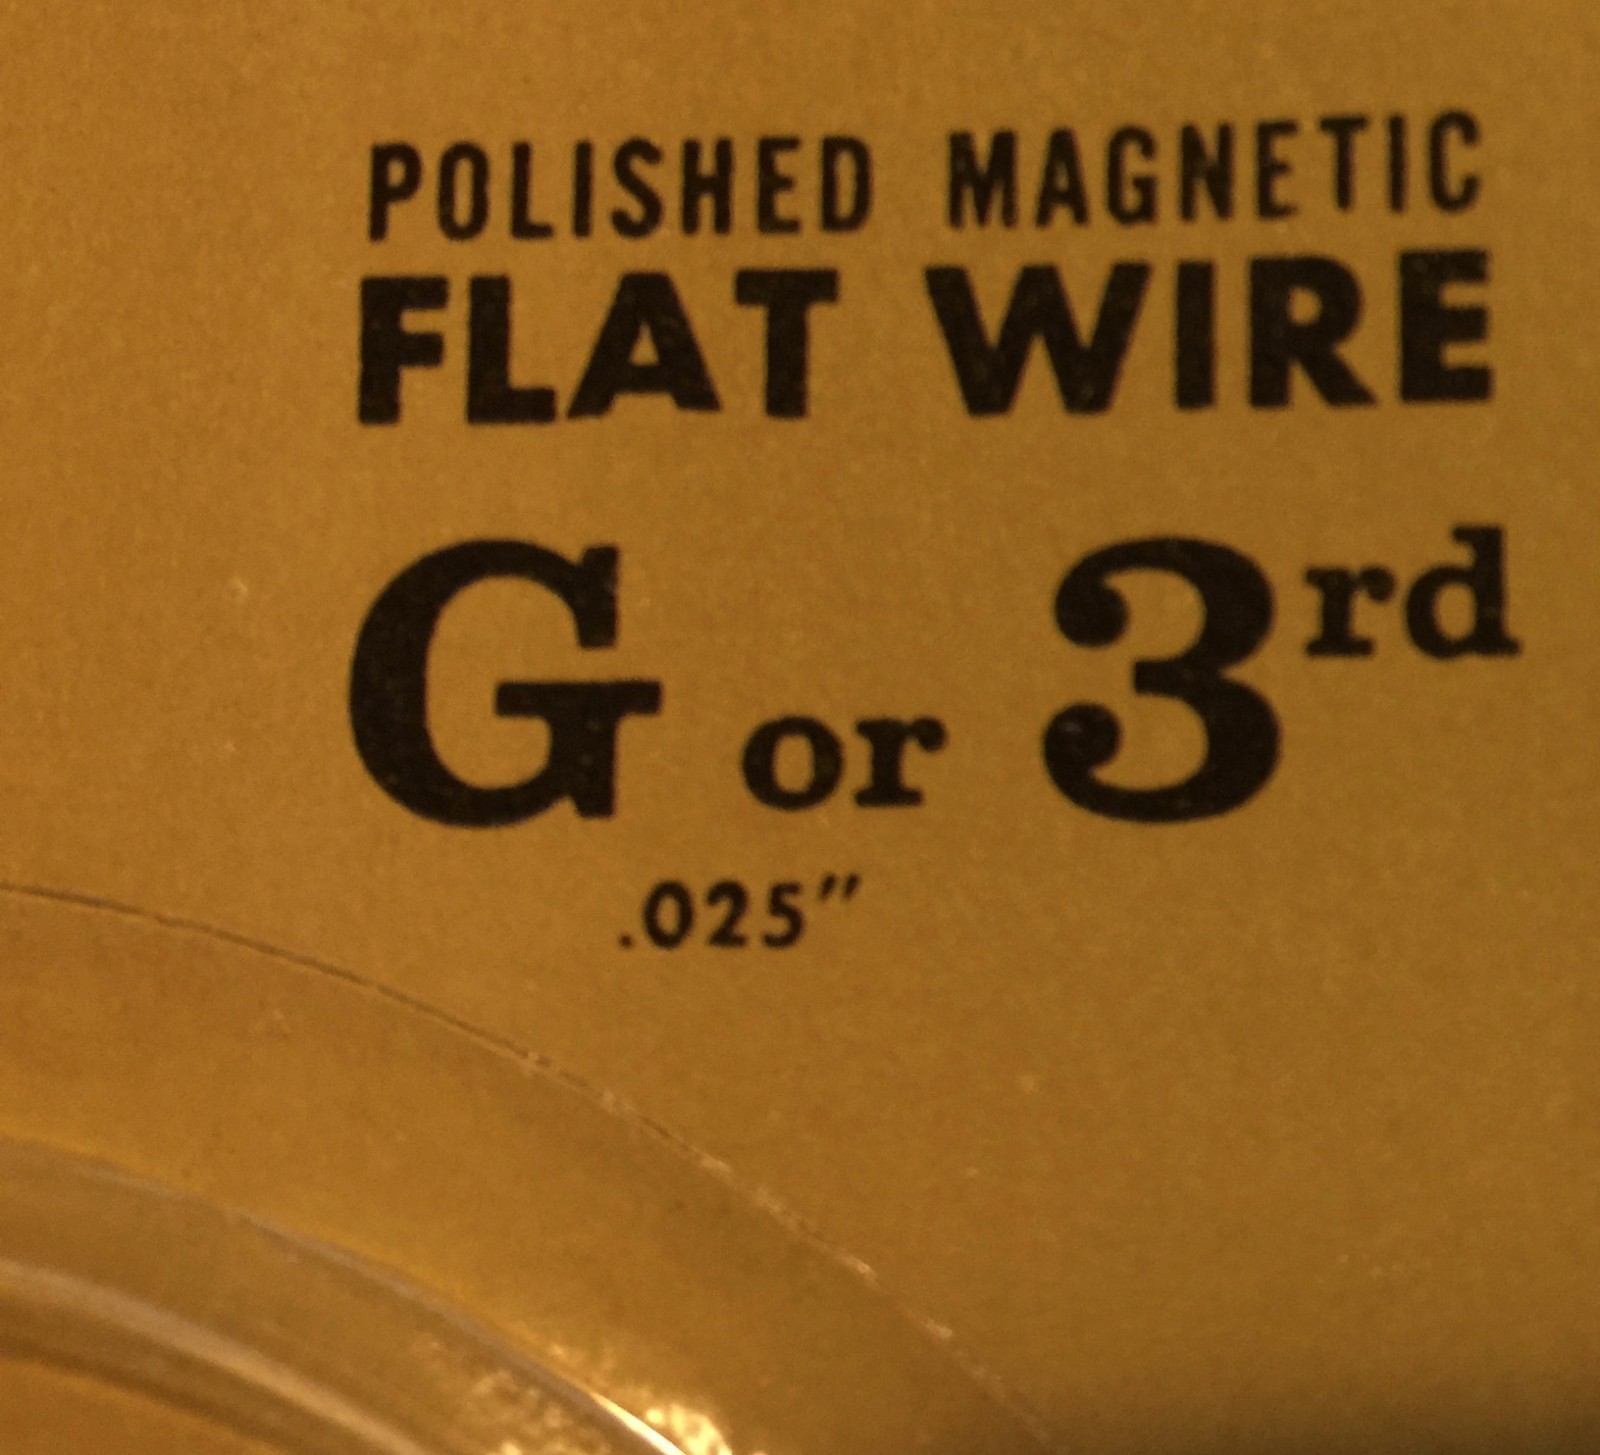 POLISHED MAGNETIC
FLAT WIRE
G or 3rd
.025"